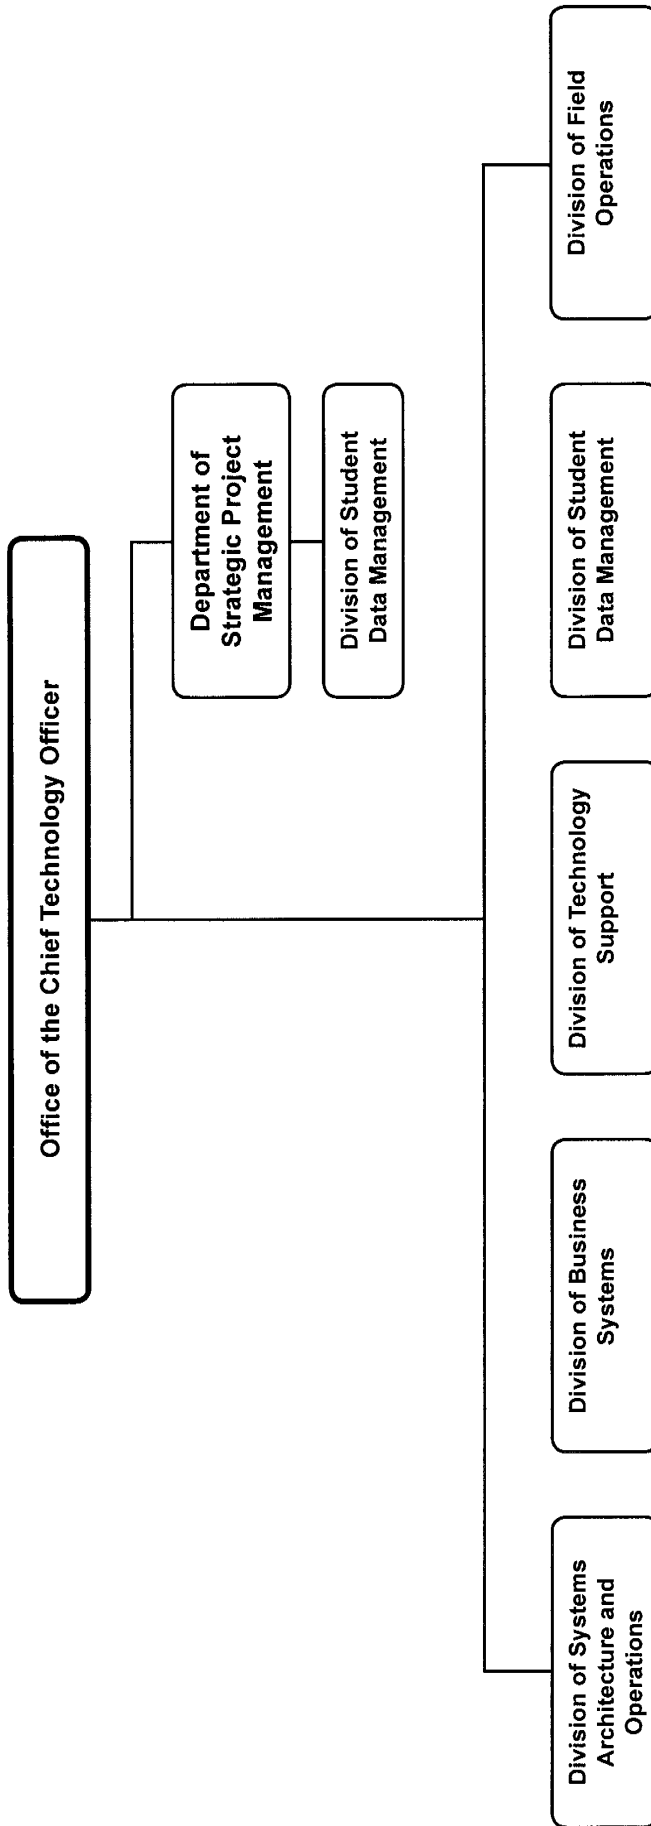 Office of the Chief Technology Officer
Department of
Strategic Project
Management
Division of Student
Data Management
Division of Systems
Architecture and
Operations
Division of Business
Systems
Division of Technology
Support
Division of Student
Data Management
Division of Field
Operations